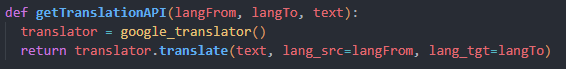 def getTranslationAPI(langFrom, langTo, text):
  translator = google_translator()
  return translator.translate(text, lang_src=langFrom, lang_tgt=langTo)